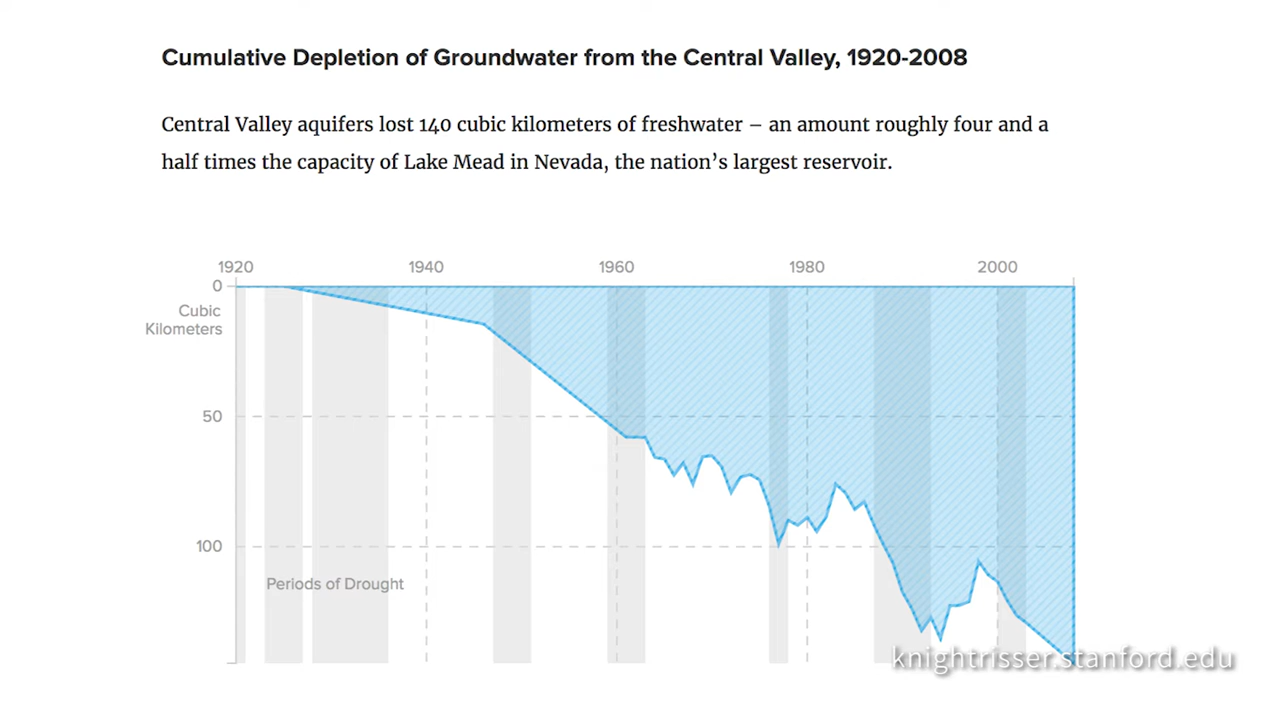 Cumulative Depletion of Groundwater from the Central Valley, 1920-2008
Central Valley aquifers lost 140 cubic kilometers of freshwater – an amount roughly four and a
half times the capacity of Lake Mead in Nevada, the nation’s largest reservoir.
1920 1940 1960 1980 2000
0
Cubic
Kilometers
50
100
Periods of Drought
knightrisser.stanford.edu